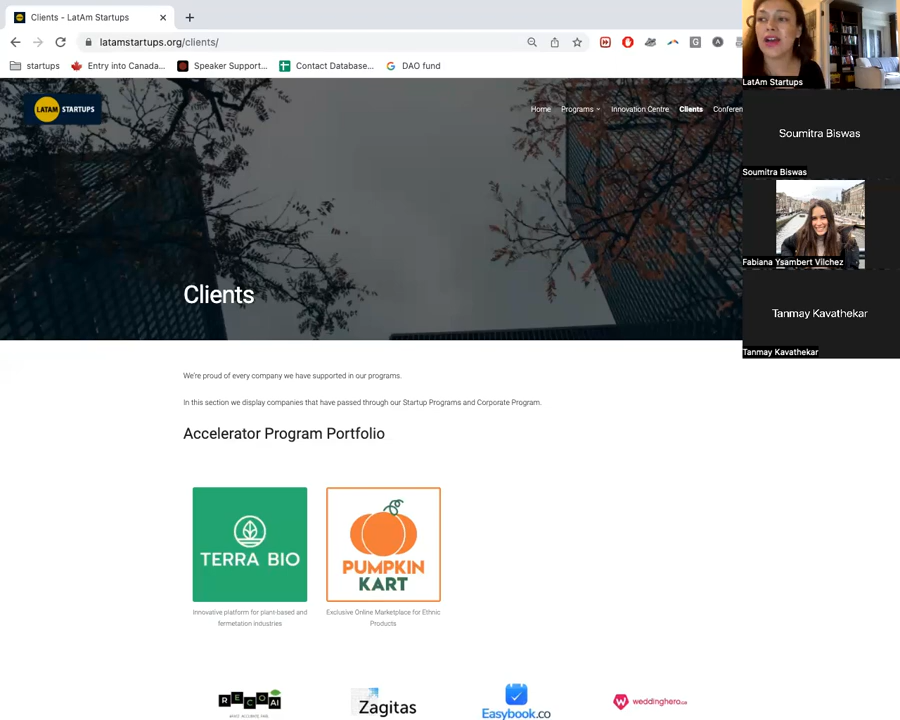 Clients - LatAm Startups
latamstartups.org/clients/
startups
Entry into Canada...
Speaker Support...
Contact Database...
DAO fund
LATAM STARTUPS
Home
Programs
Innovation Centre
Clients
Conferen
LatAm Startups
Soumitra Biswas
Soumitra Biswas
Fabiana Ysambert Vilchez
Tanmay Kavathekar
Tanmay Kavathekar
Clients
We're proud of every company we have supported in our programs.
In this section we display companies that have passed through our Startup Programs and Corporate Program.
Accelerator Program Portfolio
TERRA BIO
PUMPKIN
KART
Innovative platform for plant-based and
fermetation industries
Exclusive Online Marketplace for Ethnic
Products
RECOAI
Zagitas
Easybook.co
weddinghero.ca